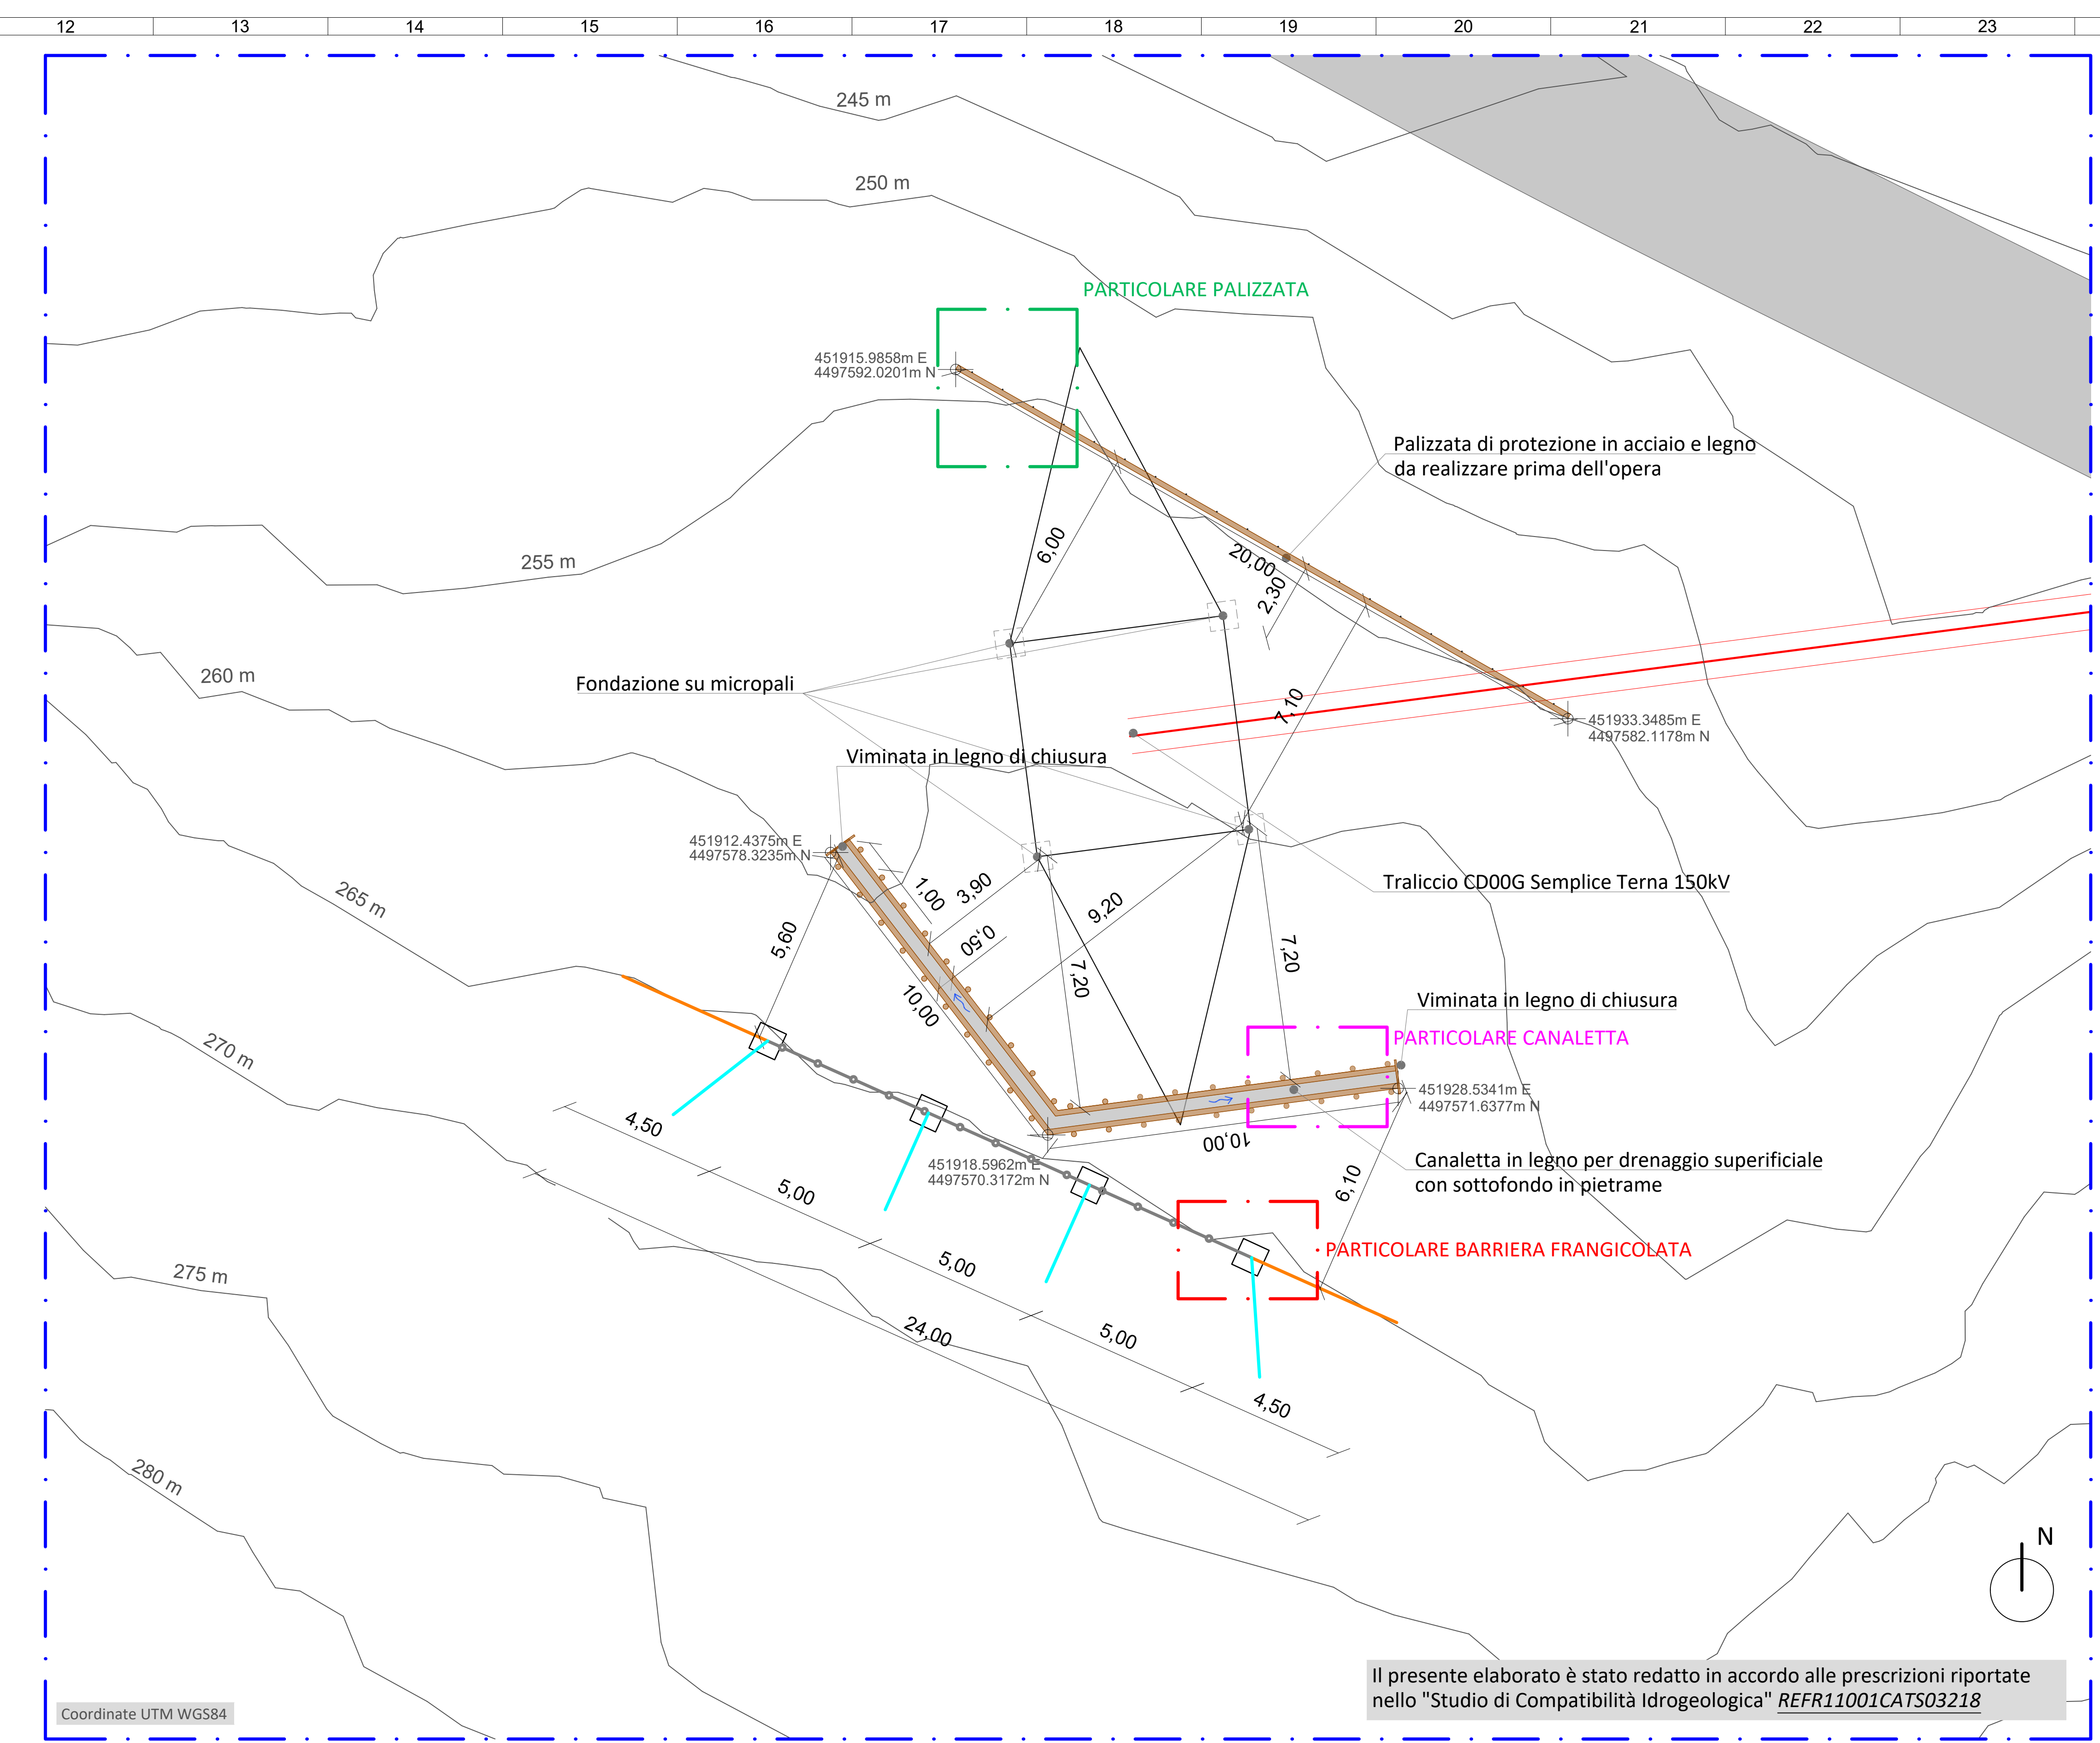 12 13 14 15 16 17 18 19 20 21 22 23
245 m
250 m
PARTICOLARE PALIZZATA
451915.9858m E
4497592.0201m N
Palizzata di protezione in acciaio e legno
da realizzare prima dell'opera
6,00
20,00
2,30
255 m
260 m
Fondazione su micropali
7,10
451933.3485m E
4497582.1178m N
Viminata in legno di chiusura
451912.4375m E
4497578.3235m N
265 m
1,00
3,90
9,20
Traliccio CD00G Semplice Terna 150kV
5,60
0,50
7,20
7,20
10,00
Viminata in legno di chiusura
PARTICOLARE CANALETTA
270 m
451928.5341m E
4497571.6377m N
4,50
10,00
451918.5962m E
4497570.3172m N
Canaletta in legno per drenaggio superificiale
con sottofondo in pietrame
6,10
5,00
5,00
PARTICOLARE BARRIERA FRANGICOLATA
275 m
24,00
5,00
4,50
280 m
N
Il presente elaborato è stato redatto in accordo alle prescrizioni riportate
nello "Studio di Compatibilità Idrogeologica" REFR11001CATS03218
Coordinate UTM WGS84